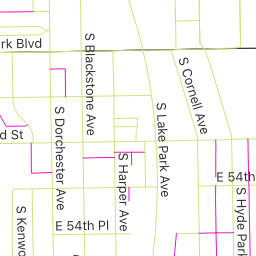 rk Blvd
S Blackstone Ave
S Cornell Ave
S Dorchester Ave
S Lake Park Ave
d St
S Harper Ave
E 54th
S Hyde Park
S Kenwo
E 54th Pl